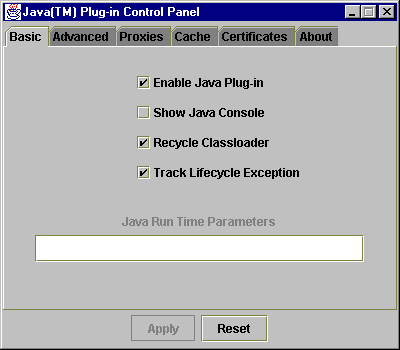 Java(TM) Plug-in Control Panel
Basic Advanced Proxies Cache Certificates About
Enable Java Plug-in
Show Java Console
Recycle Classloader
Track Lifecycle Exception
Java Run Time Parameters
Apply Reset